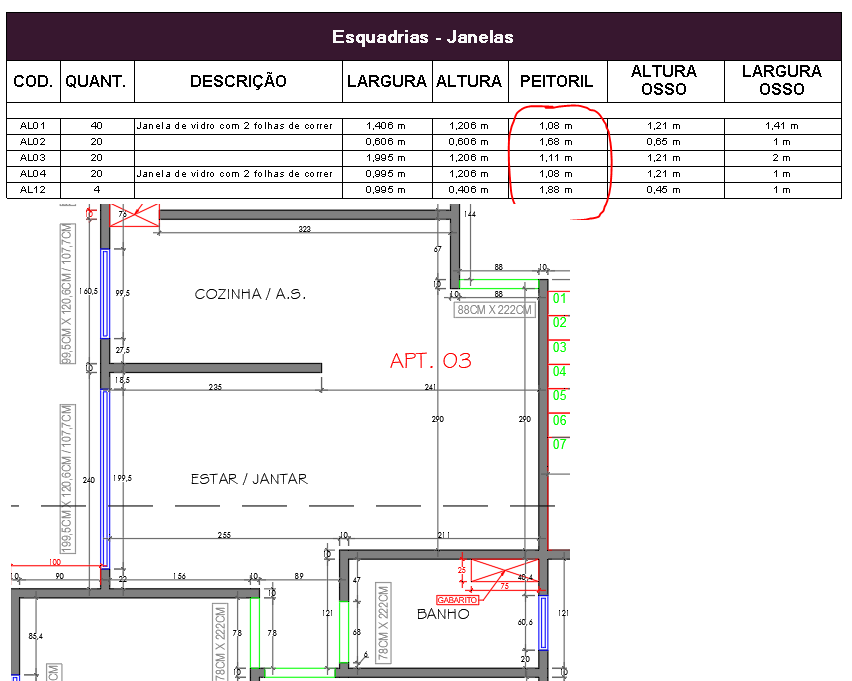 Esquadrias - Janelas
COD. QUANT. DESCRIÇÃO LARGURA ALTURA PEITORIL ALTURA OSSO LARGURA OSSO
AL01 40 Janela de vidro com 2 folhas de correr 1,406 m 1,206 m 1,08 m 1,21 m 1,41 m
AL02 20 0,606 m 0,606 m 1,68 m 0,65 m 1 m
AL03 20 1,995 m 1,206 m 1,11 m 1,21 m 2 m
AL04 20 Janela de vidro com 2 folhas de correr 0,995 m 1,206 m 1,08 m 1,21 m 1 m
AL12 4 0,995 m 0,406 m 1,88 m 0,45 m 1 m
10 76 144
323
67
99,5CM X 120,6CM / 107,7CM
160,5 99,5
COZINHA / A.S.
88 10
10 10 88
88CM X 222CM
01
02
03
04
05
06
07
27,5
APT. 03
10 18,5
235 241
290 290
199,5CM X 120,6CM / 107,7CM
240 199,5
ESTAR / JANTAR
255 10 211
100
10 90 22 156 10 89
10
47
25 40,4
75
GABARITO
BANHO
10
121
78CM X 222CM
60,6 121
85,4
78CM X 222CM
78 78
68
6
20
10 10 10
CM